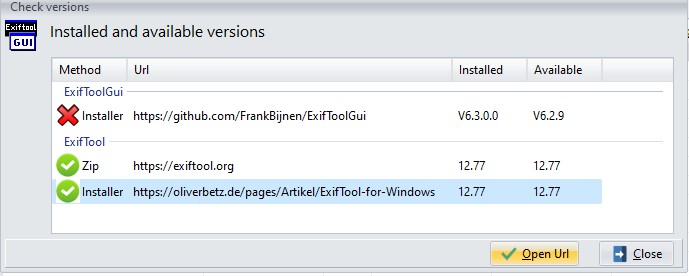 Check versions
Exiftool
GUI
Installed and available versions
Method Url Installed Available
ExifToolGui
Installer https://github.com/FrankBijnen/ExifToolGui V6.3.0.0 V6.2.9
ExifTool
Zip https://exiftool.org 12.77 12.77
Installer https://oliverbetz.de/pages/Artikel/ExifTool-for-Windows 12.77 12.77
Open Url Close